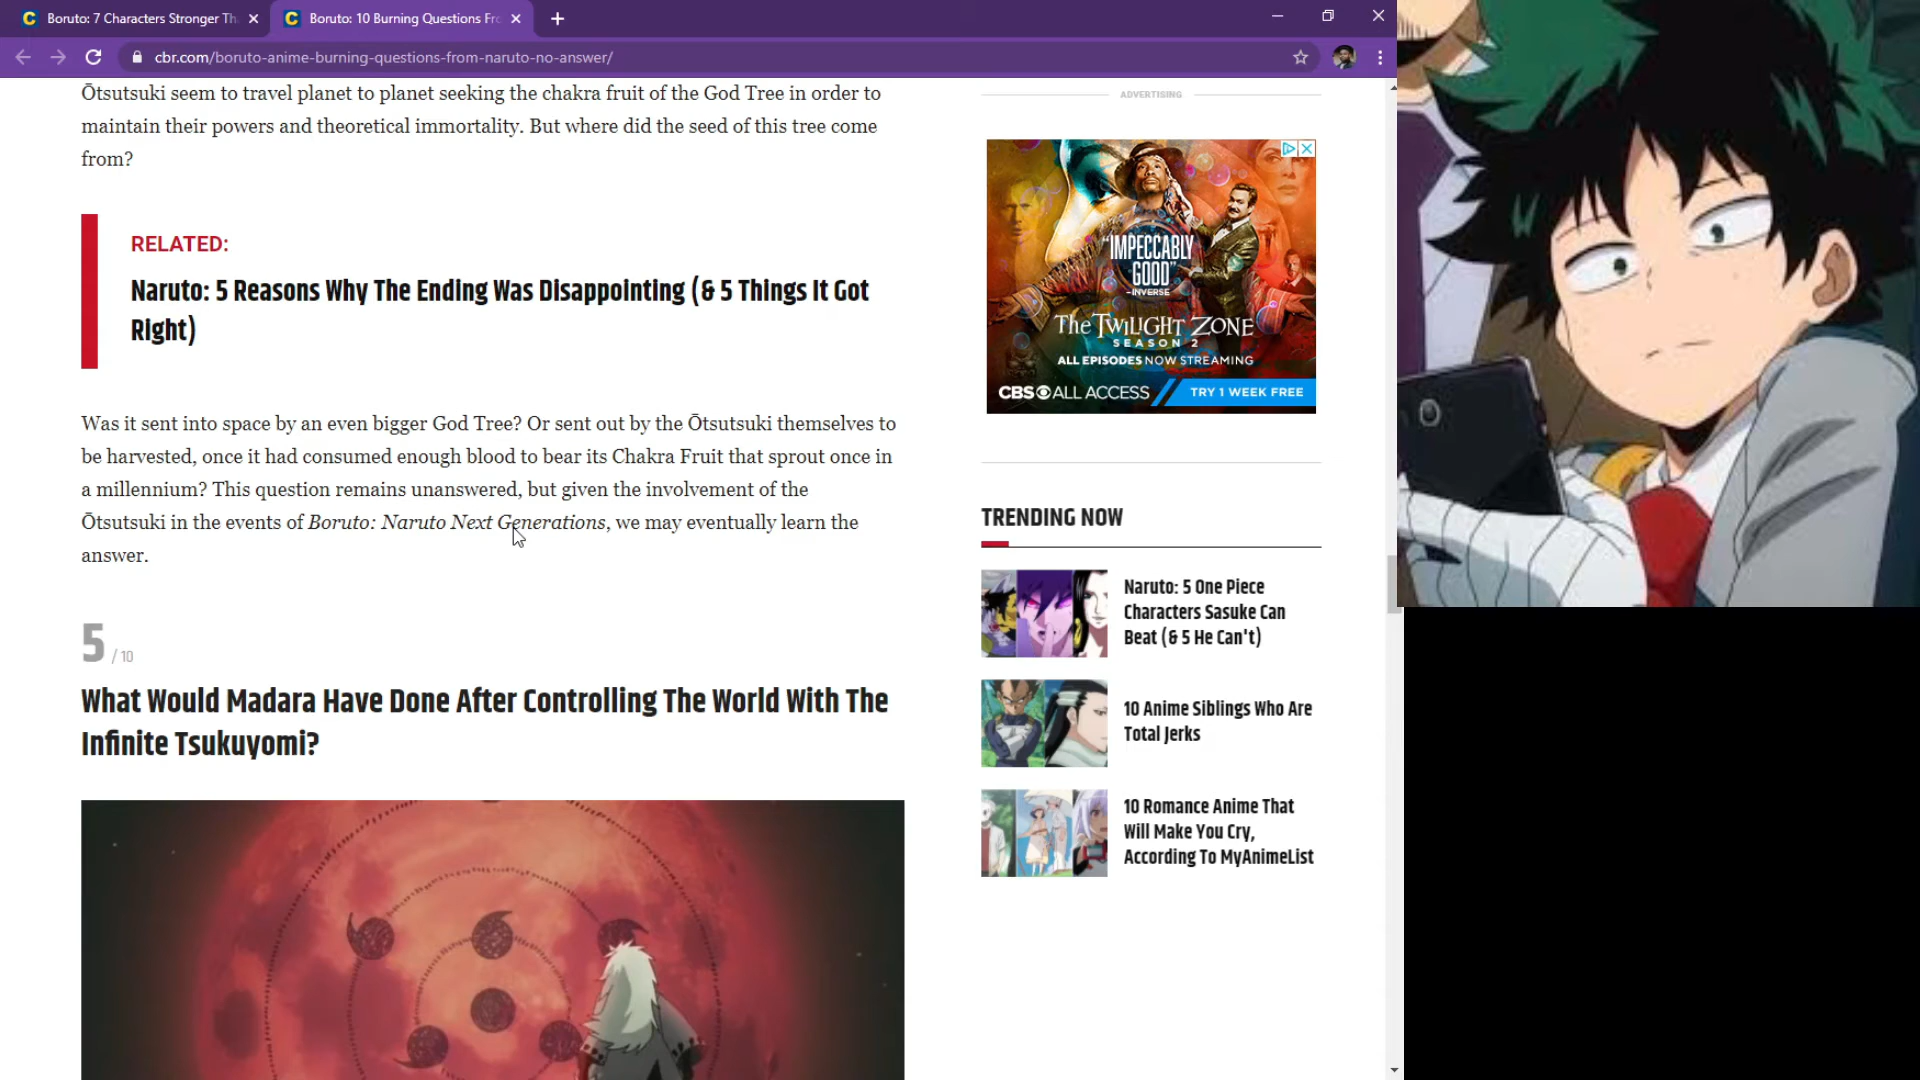 Boruto: 7 Characters Stronger Th
Boruto: 10 Burning Questions Fr
cbr.com/boruto-anime-burning-questions-from-naruto-no-answer/
Ōtsutsuki seem to travel planet to planet seeking the chakra fruit of the God Tree in order to
maintain their powers and theoretical immortality. But where did the seed of this tree come
from?
RELATED:
Naruto: 5 Reasons Why The Ending Was Disappointing (& 5 Things It Got
Right)
Was it sent into space by an even bigger God Tree? Or sent out by the Ōtsutsuki themselves to
be harvested, once it had consumed enough blood to bear its Chakra Fruit that sprout once in
a millennium? This question remains unanswered, but given the involvement of the
Ōtsutsuki in the events of Boruto: Naruto Next Generations, we may eventually learn the
answer.
5 / 10
What Would Madara Have Done After Controlling The World With The
Infinite Tsukuyomi?
ADVERTISING
"IMPECCABLY
GOOD"
-INVERSE
The TWILIGHT ZONE
SEASON 2
ALL EPISODES NOW STREAMING
CBS ALL ACCESS
TRY 1 WEEK FREE
TRENDING NOW
Naruto: 5 One Piece
Characters Sasuke Can
Beat (& 5 He Can't)
10 Anime Siblings Who Are
Total Jerks
10 Romance Anime That
Will Make You Cry,
According To MyAnimeList